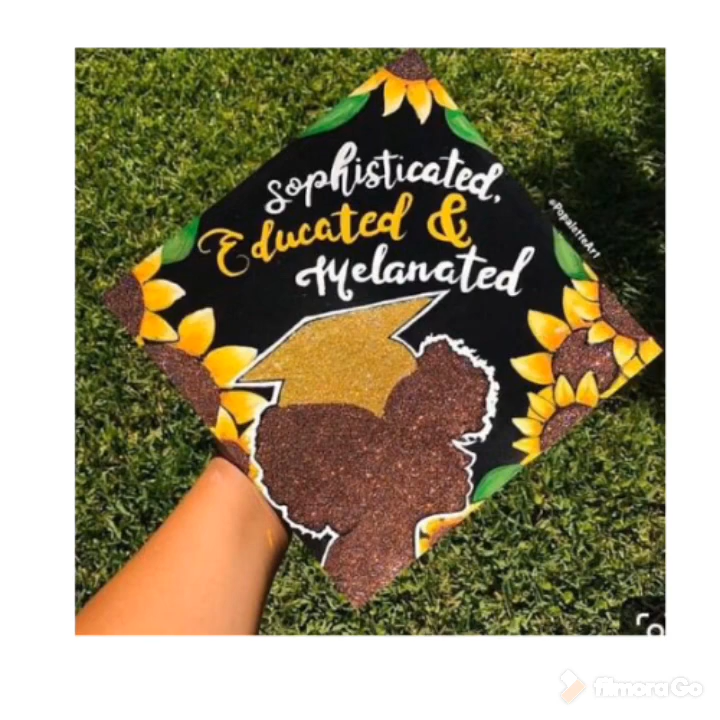 Sophisticated,
Educated &
Melanated
@PopaletteArt
filmoraGo